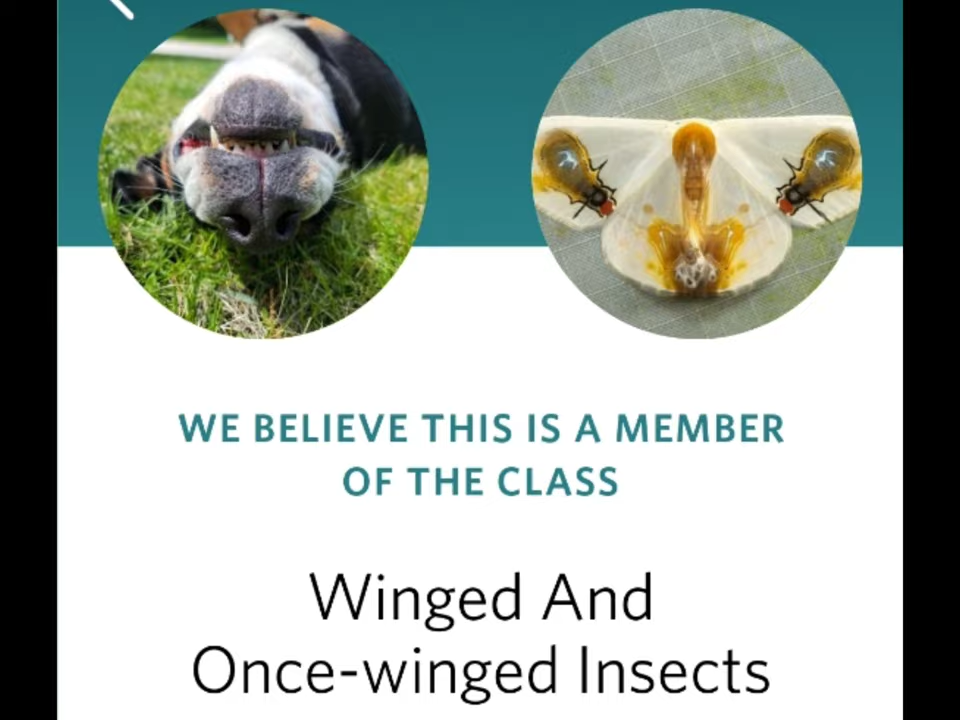 WE BELIEVE THIS IS A MEMBER
OF THE CLASS
Winged And
Once-winged Insects